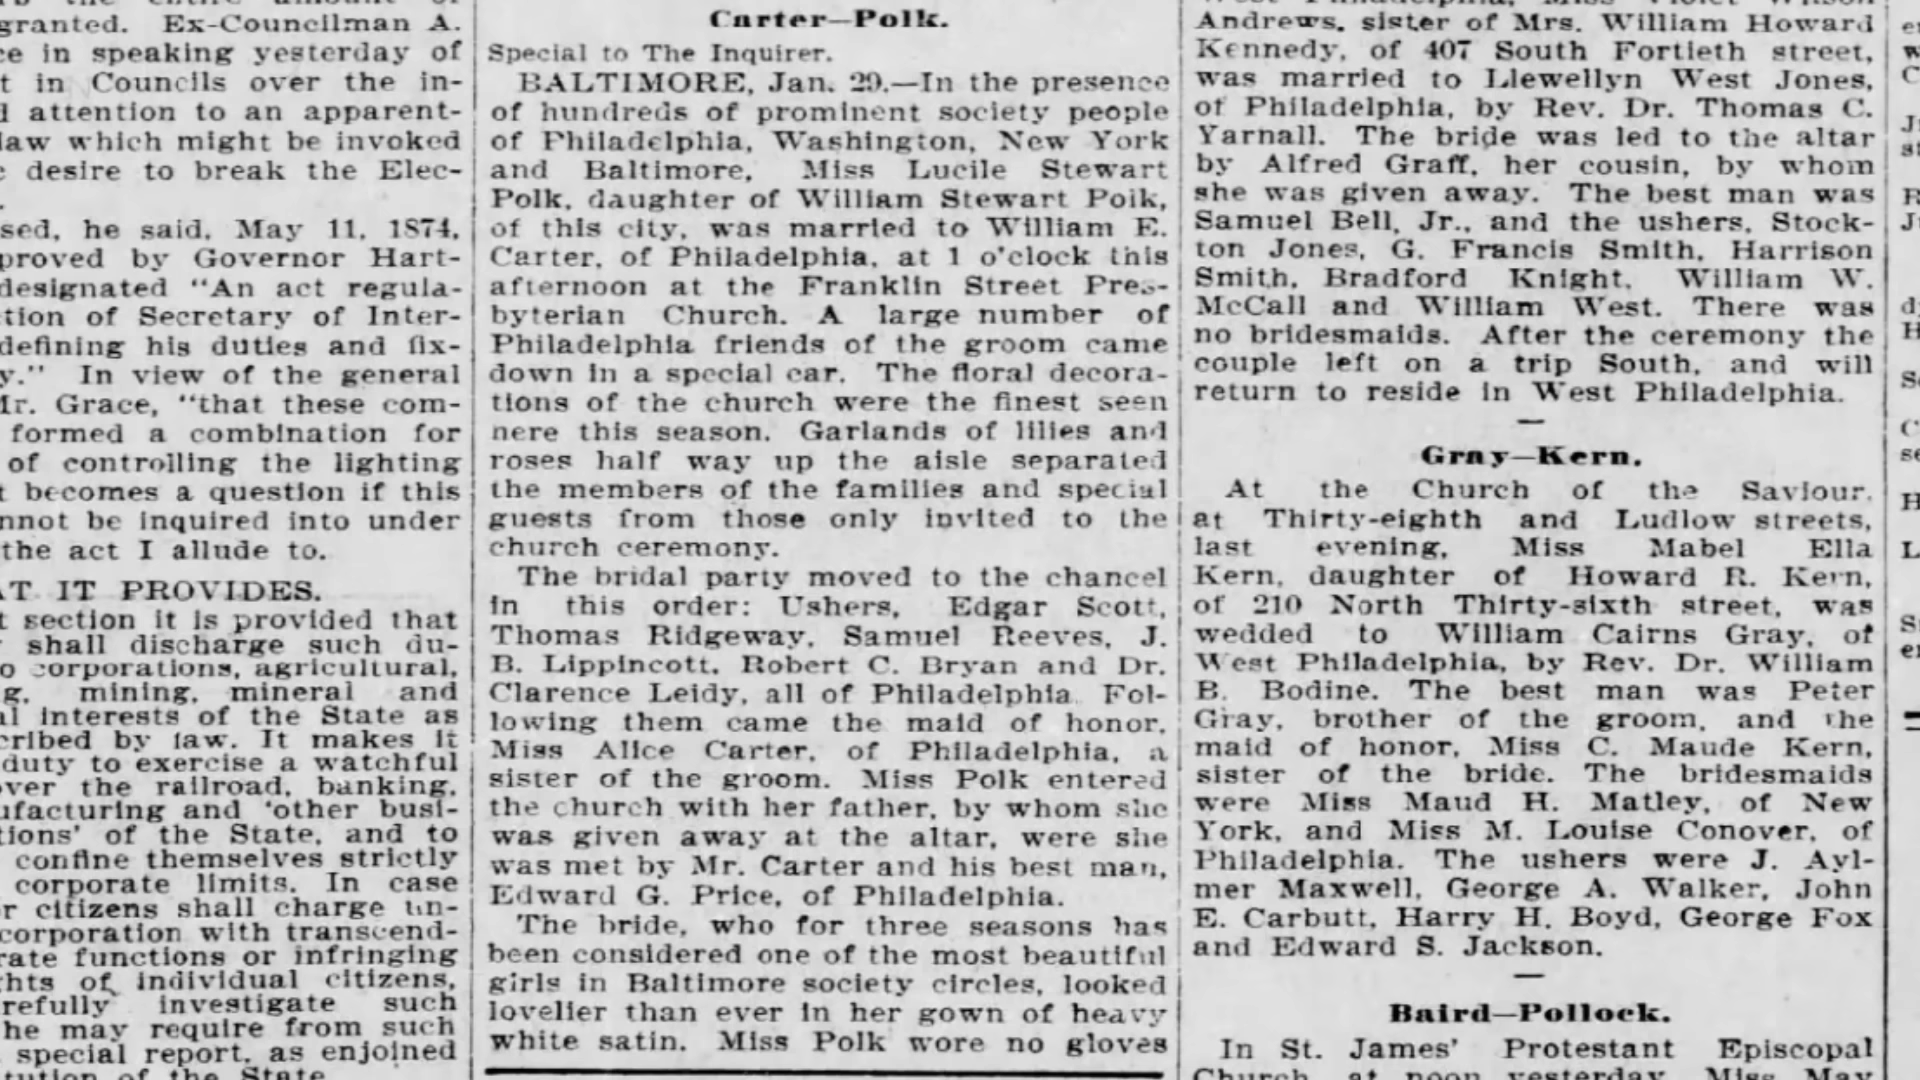 granted. Ex-Councilman A.
ce in speaking yesterday of
t in Councils over the in-
d attention to an apparent-
law which might be invoked
desire to break the Elec-
sed, he said, May 11, 1874,
proved by Governor Hart-
designated "An act regula-
tion of Secretary of Inter-
defining his duties and fix-
y." In view of the general
Mr. Grace, "that these com-
formed a combination for
of controlling the lighting
t becomes a question if this
nnot be inquired into under
the act I allude to.
AT IT PROVIDES.
t section it is provided that
shall discharge such du-
o corporations, agricultural,
g, mining, mineral and
al interests of the State as
cribed by law. It makes it
duty to exercise a watchful
over the railroad, banking,
ufacturing and 'other busi-
tions' of the State, and to
confine themselves strictly
corporate limits. In case
r citizens shall charge un-
corporation with transcend-
rate functions or infringing
hts of individual citizens,
refully investigate such
he may require from such
special report, as enjoined
tution of the State
Carter—Polk.
Special to The Inquirer.
BALTIMORE, Jan. 29.—In the presence
of hundreds of prominent society people
of Philadelphia, Washington, New York
and Baltimore, Miss Lucile Stewart
Polk, daughter of William Stewart Polk,
of this city, was married to William E.
Carter, of Philadelphia, at 1 o'clock this
afternoon at the Franklin Street Pres-
byterian Church. A large number of
Philadelphia friends of the groom came
down in a special car. The floral decora-
tions of the church were the finest seen
here this season. Garlands of lilies and
roses half way up the aisle separated
the members of the families and special
guests from those only invited to the
church ceremony.
The bridal party moved to the chancel
in this order: Ushers, Edgar Scott,
Thomas Ridgeway, Samuel Reeves, J.
B. Lippincott, Robert C. Bryan and Dr.
Clarence Leidy, all of Philadelphia. Fol-
lowing them came the maid of honor,
Miss Alice Carter, of Philadelphia, a
sister of the groom. Miss Polk entered
the church with her father, by whom she
was given away at the altar, were she
was met by Mr. Carter and his best man,
Edward G. Price, of Philadelphia.
The bride, who for three seasons has
been considered one of the most beautiful
girls in Baltimore society circles, looked
lovelier than ever in her gown of heavy
white satin. Miss Polk wore no gloves
Andrews, sister of Mrs. William Howard
Kennedy, of 407 South Fortieth street,
was married to Llewellyn West Jones,
of Philadelphia, by Rev. Dr. Thomas C.
Yarnall. The bride was led to the altar
by Alfred Graff, her cousin, by whom
she was given away. The best man was
Samuel Bell, Jr., and the ushers, Stock-
ton Jones, G. Francis Smith, Harrison
Smith, Bradford Knight, William W.
McCall and William West. There was
no bridesmaids. After the ceremony the
couple left on a trip South, and will
return to reside in West Philadelphia.
Gray—Kern.
At the Church of the Saviour,
at Thirty-eighth and Ludlow streets,
last evening, Miss Mabel Ella
Kern, daughter of Howard R. Kern,
of 210 North Thirty-sixth street, was
wedded to William Cairns Gray, of
West Philadelphia, by Rev. Dr. William
B. Bodine. The best man was Peter
Gray, brother of the groom, and the
maid of honor, Miss C. Maude Kern,
sister of the bride. The bridesmaids
were Miss Maud H. Matley, of New
York, and Miss M. Louise Conover, of
Philadelphia. The ushers were J. Ayl-
mer Maxwell, George A. Walker, John
E. Carbutt, Harry H. Boyd, George Fox
and Edward S. Jackson.
Baird—Pollock.
In St. James' Protestant Episcopal
Church, at noon yesterday, Miss May